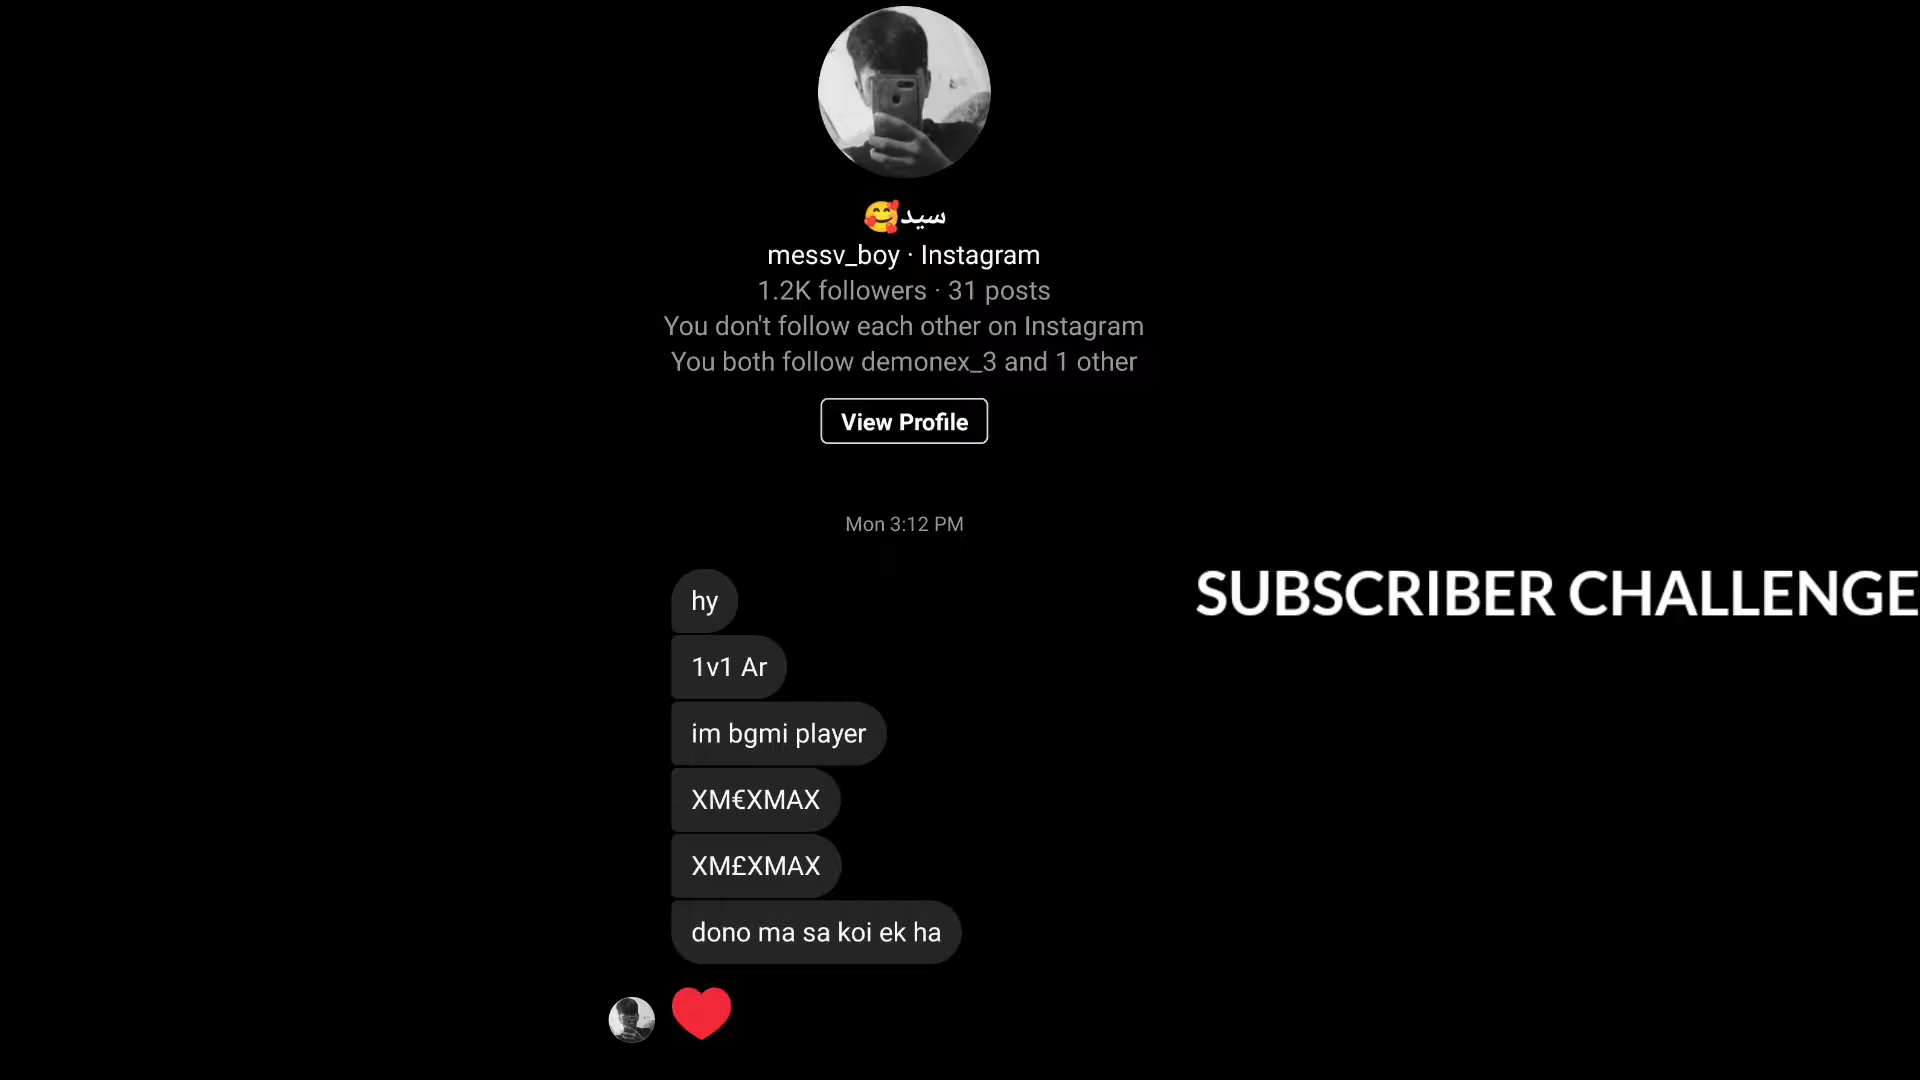 🥰سید
messv_boy · Instagram
1.2K followers · 31 posts
You don't follow each other on Instagram
You both follow demonex_3 and 1 other
View Profile
Mon 3:12 PM
hy
SUBSCRIBER CHALLENGE
1v1 Ar
im bgmi player
XM€XMAX
XM£XMAX
dono ma sa koi ek ha